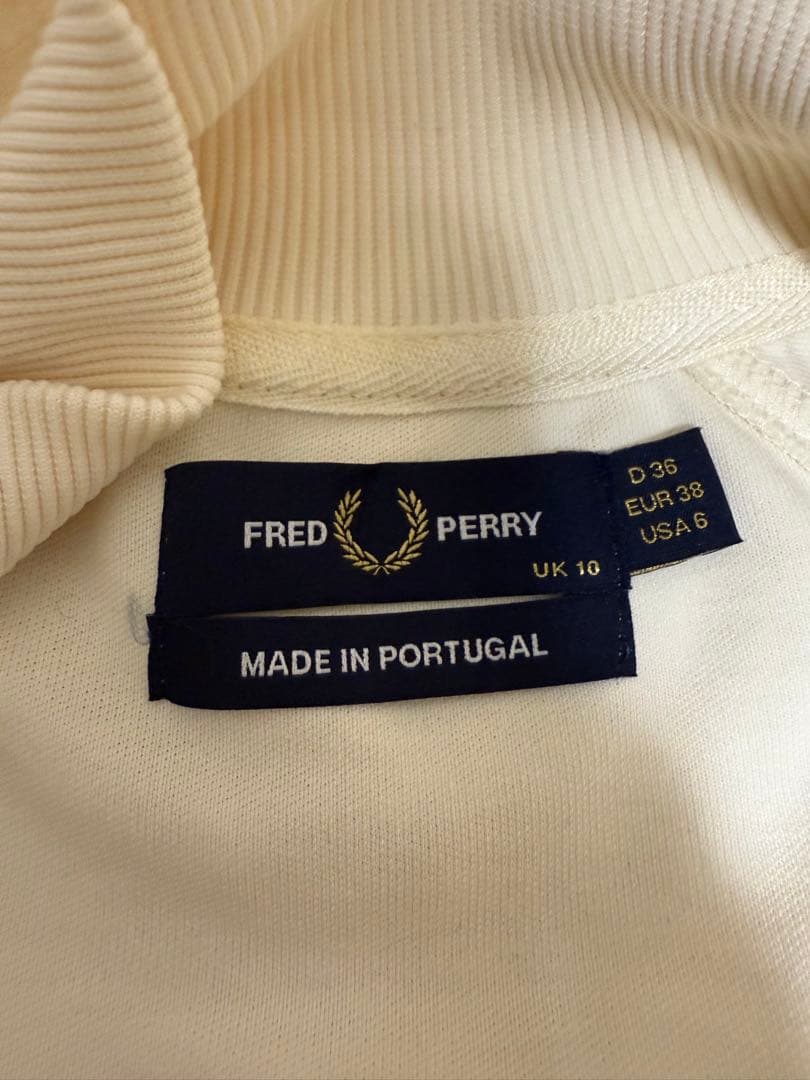 FRED PERRY
UK 10
D 36
EUR 38
USA 6
MADE IN PORTUGAL